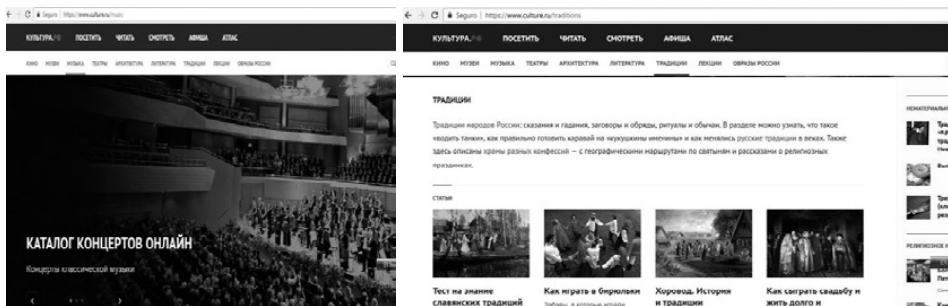 Seguro | https://www.culture.ru/music
КУЛЬТУРА.РФ ПОСЕТИТЬ ЧИТАТЬ СМОТРЕТЬ АФИША АТЛАС
КИНО МУЗЕИ МУЗЫКА ТЕАТРЫ АРХИТЕКТУРА ЛИТЕРАТУРА ТРАДИЦИИ ЛЕКЦИИ ОБРАЗЫ РОССИИ
КАТАЛОГ КОНЦЕРТОВ ОНЛАЙН
Концерты классической музыки
Seguro | https://www.culture.ru/traditions
КУЛЬТУРА.РФ ПОСЕТИТЬ ЧИТАТЬ СМОТРЕТЬ АФИША АТЛАС
КИНО МУЗЕИ МУЗЫКА ТЕАТРЫ АРХИТЕКТУРА ЛИТЕРАТУРА ТРАДИЦИИ ЛЕКЦИИ ОБРАЗЫ РОССИИ
ТРАДИЦИИ
Традиции народов России: сказания и гадания, заговоры и обряды, ритуалы и обычаи. В разделе можно узнать, что такое
«водить танки», как правильно готовить каравай на «кукушкины именины» и как менялись русские традиции в веках. Также
здесь описаны храмы разных конфессий — с географическими маршрутами по святыням и рассказами о религиозных
праздниках.
СТАТЬИ
Тест на знание
славянских традиций
Как играть в бирюльки
Забавы, в которые играли
Хоровод. История
и традиции
Как сыграть свадьбу и
жить долго и